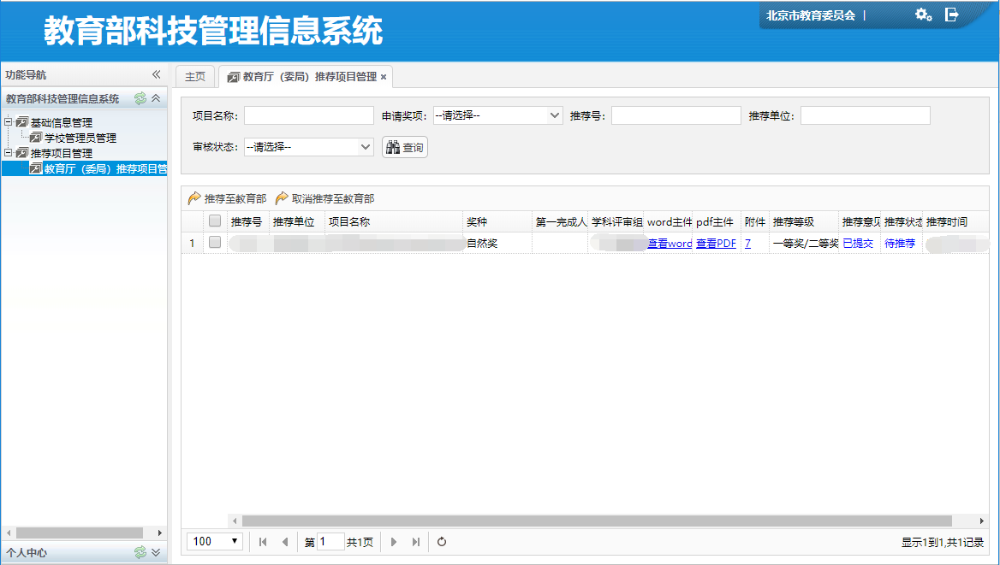 教育部科技管理信息系统
北京市教育委员会 |
功能导航
主页
教育厅（委局）推荐项目管理
教育部科技管理信息系统
基础信息管理
学校管理员管理
推荐项目管理
教育厅（委局）推荐项目管
项目名称: 申请奖项: --请选择-- 推荐号: 推荐单位:
审核状态: --请选择-- 查询
推荐至教育部 取消推荐至教育部
推荐号 推荐单位 项目名称 奖种 第一完成人 学科评审组 word主件 pdf主件 附件 推荐等级 推荐意见 推荐状态 推荐时间
1 自然奖 查看word 查看PDF 7 一等奖/二等奖 已提交 待推荐
100 第 1 共1页 显示1到1,共1记录
个人中心